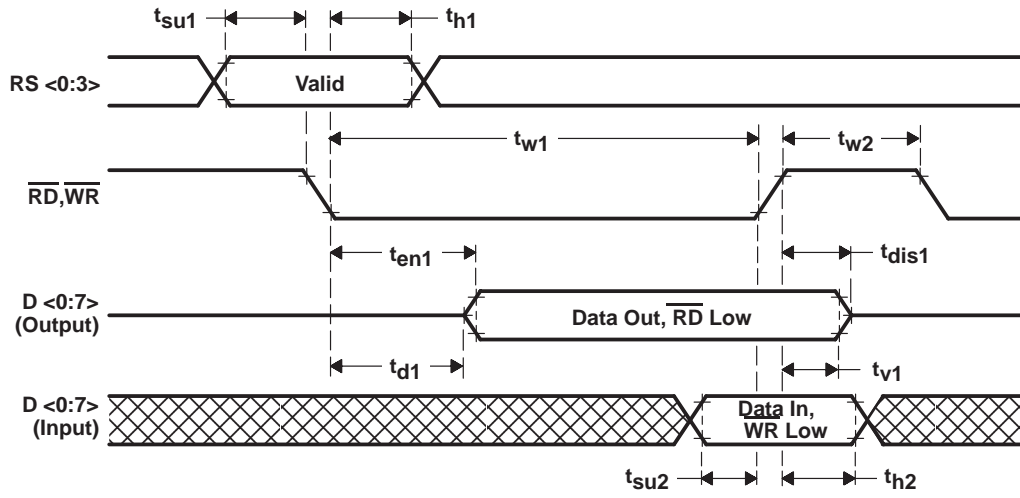 tsu1
th1
RS <0:3>
Valid
tw1
tw2
RD,WR
ten1
tdis1
D <0:7>
(Output)
Data Out, RD Low
td1
tv1
D <0:7>
(Input)
Data In,
WR Low
tsu2
th2